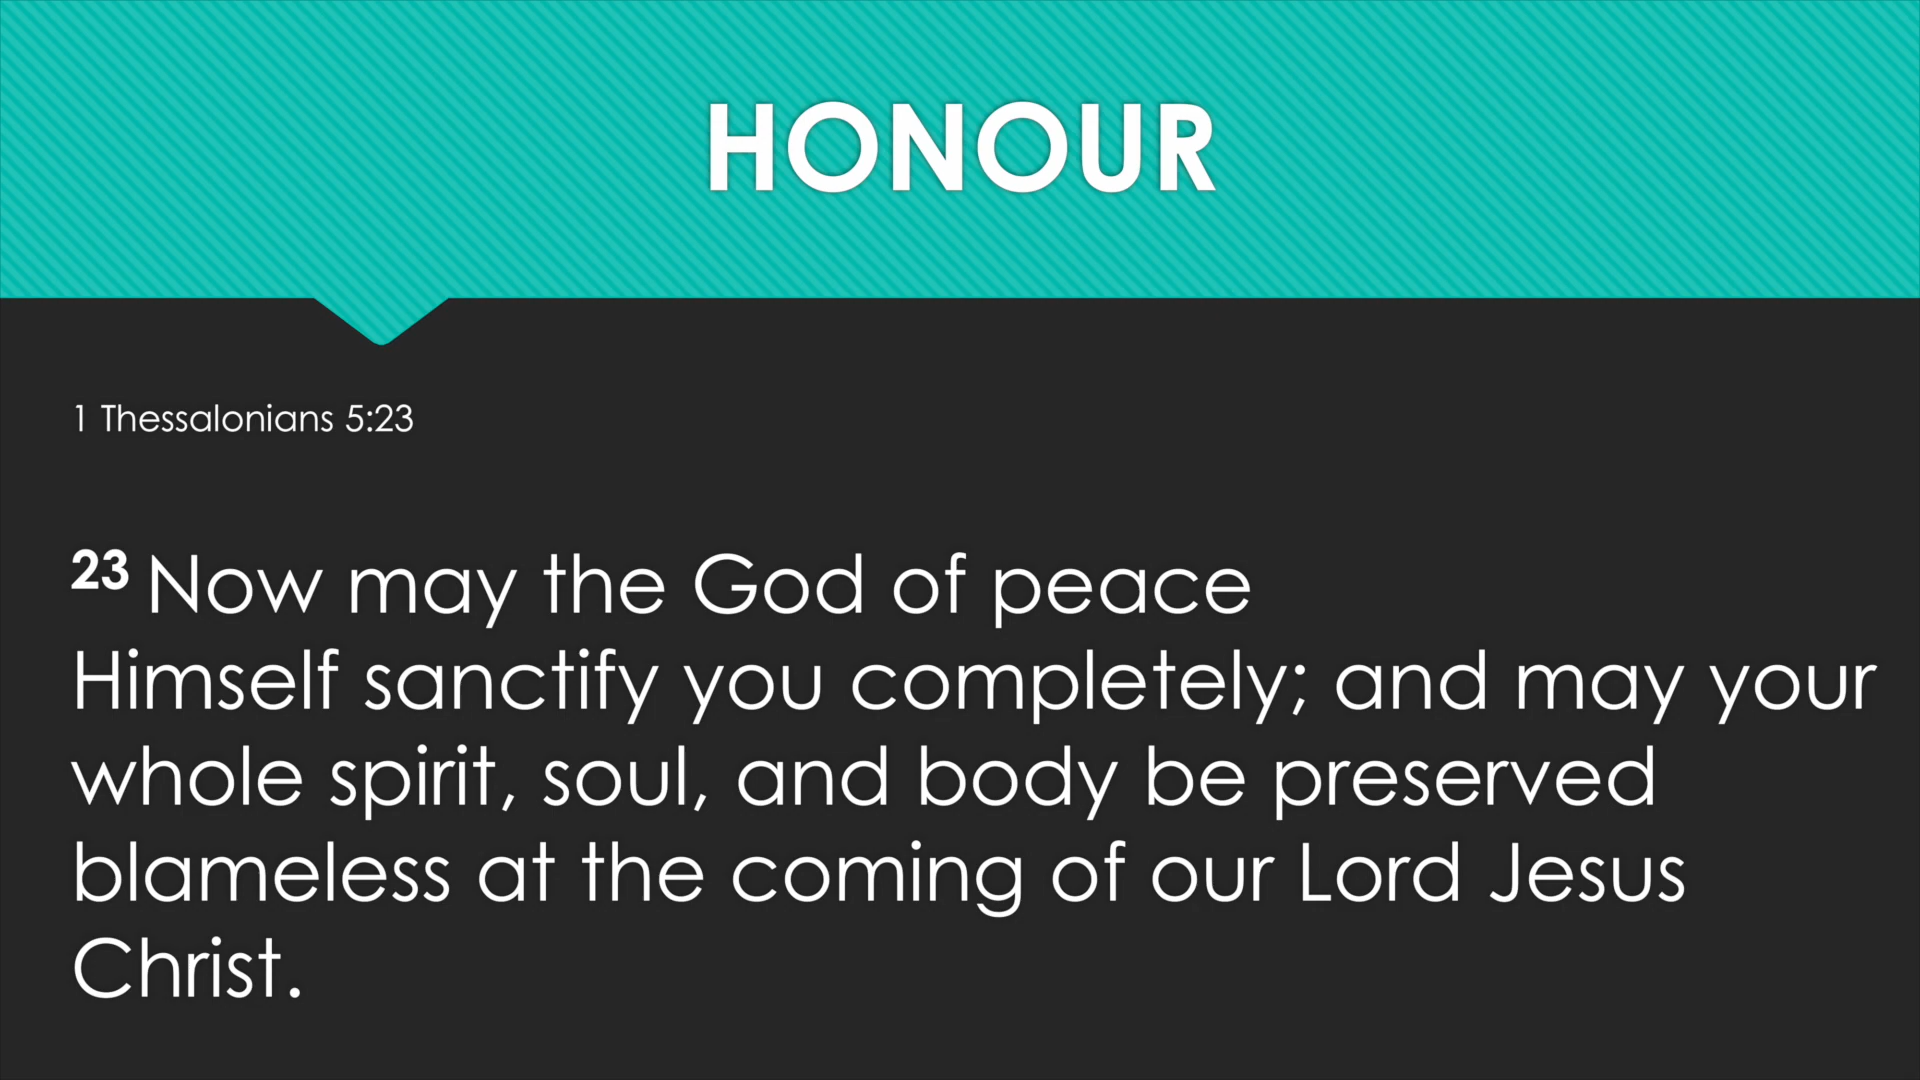 HONOUR
1 Thessalonians 5:23
23 Now may the God of peace
Himself sanctify you completely; and may your
whole spirit, soul, and body be preserved
blameless at the coming of our Lord Jesus
Christ.